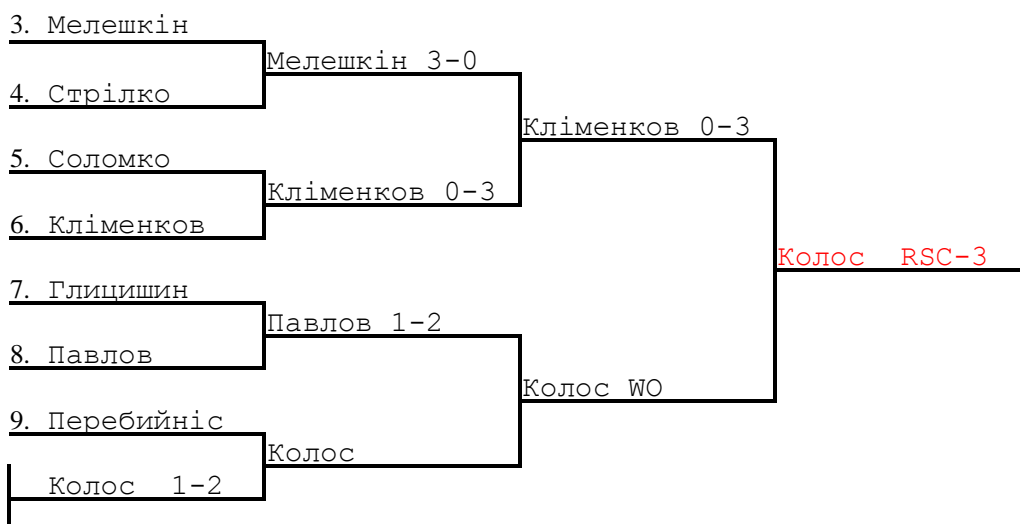 3. Мелешкін
Мелешкін 3-0
4. Стрілко
Кліменков 0-3
5. Соломко
Кліменков 0-3
6. Кліменков
Колос RSC-3
7. Глицишин
Павлов 1-2
8. Павлов
Колос WO
9. Перебийніс
Колос
Колос 1-2